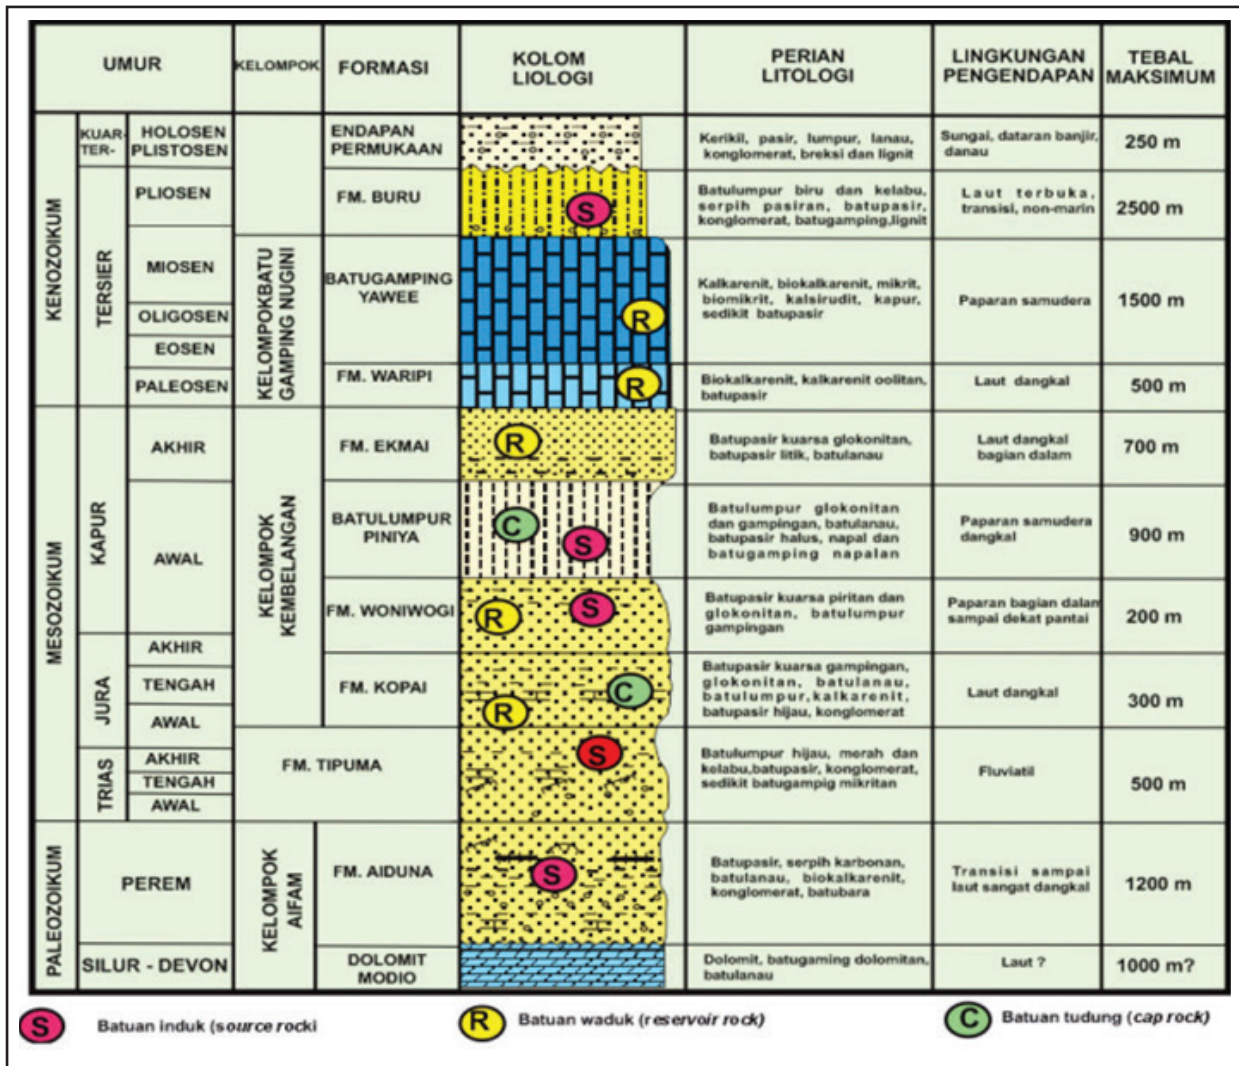 UMUR
KELOMPOK
FORMASI
KOLOM
LIOLOGI
PERIAN
LITOLOGI
LINGKUNGAN
PENGENDAPAN
TEBAL
MAKSIMUM
KENOZOIKUM
KUAR-
TER-
HOLOSEN
PLISTOSEN
ENDAPAN
PERMUKAAN
Kerikil, pasir, lumpur, lanau,
konglomerat, breksi dan lignit
Sungai, dataran banjir,
danau
250 m
TERSIER
PLIOSEN
FM. BURU
S
Batulumpur biru dan kelabu,
serpih pasiran, batupasir,
konglomerat, batugamping,lignit
Laut terbuka,
transisi, non-marin
2500 m
MIOSEN
OLIGOSEN
EOSEN
KELOMPOKBATU
GAMPING NUGINI
BATUGAMPING
YAWEE
R
Kalkarenit, biokalkarenit, mikrit,
biomikrit, kalsirudit, kapur,
sedikit batupasir
Paparan samudera
1500 m
PALEOSEN
FM. WARIPI
R
Biokalkarenit, kalkarenit oolitan,
batupasir
Laut dangkal
500 m
MESOZOIKUM
KAPUR
AKHIR
KELOMPOK
KEMBELANGAN
FM. EKMAI
R
Batupasir kuarsa glokonitan,
batupasir litik, batulanau
Laut dangkal
bagian dalam
700 m
AWAL
BATULUMPUR
PINIYA
C
S
Batulumpur glokonitan
dan gampingan, batulanau,
batupasir halus, napal dan
batugamping napalan
Paparan samudera
dangkal
900 m
FM. WONIWOGI
R
S
Batupasir kuarsa piritan dan
glokonitan, batulumpur
gampingan
Paparan bagian dalan
sampai dekat pantai
200 m
JURA
AKHIR
TENGAH
AWAL
FM. KOPAI
C
R
Batupasir kuarsa gampingan,
glokonitan, batulanau,
batulumpur,kalkarenit,
batupasir hijau, konglomerat
Laut dangkal
300 m
TRIAS
AKHIR
TENGAH
AWAL
FM. TIPUMA
S
Batulumpur hijau, merah dan
kelabu,batupasir, konglomerat,
sedikit batugampig mikritan
Fluviatil
500 m
PALEOZOIKUM
PEREM
KELOMPOK
AIFAM
FM. AIDUNA
S
Batupasir, serpih karbonan,
batulanau, biokalkarenit,
konglomerat, batubara
Transisi sampai
laut sangat dangkal
1200 m
SILUR - DEVON
DOLOMIT
MODIO
Dolomit, batugaming dolomitan,
batulanau
Laut ?
1000 m?
S Batuan induk (source rocki
R Batuan waduk (reservoir rock)
C Batuan tudung (cap rock)